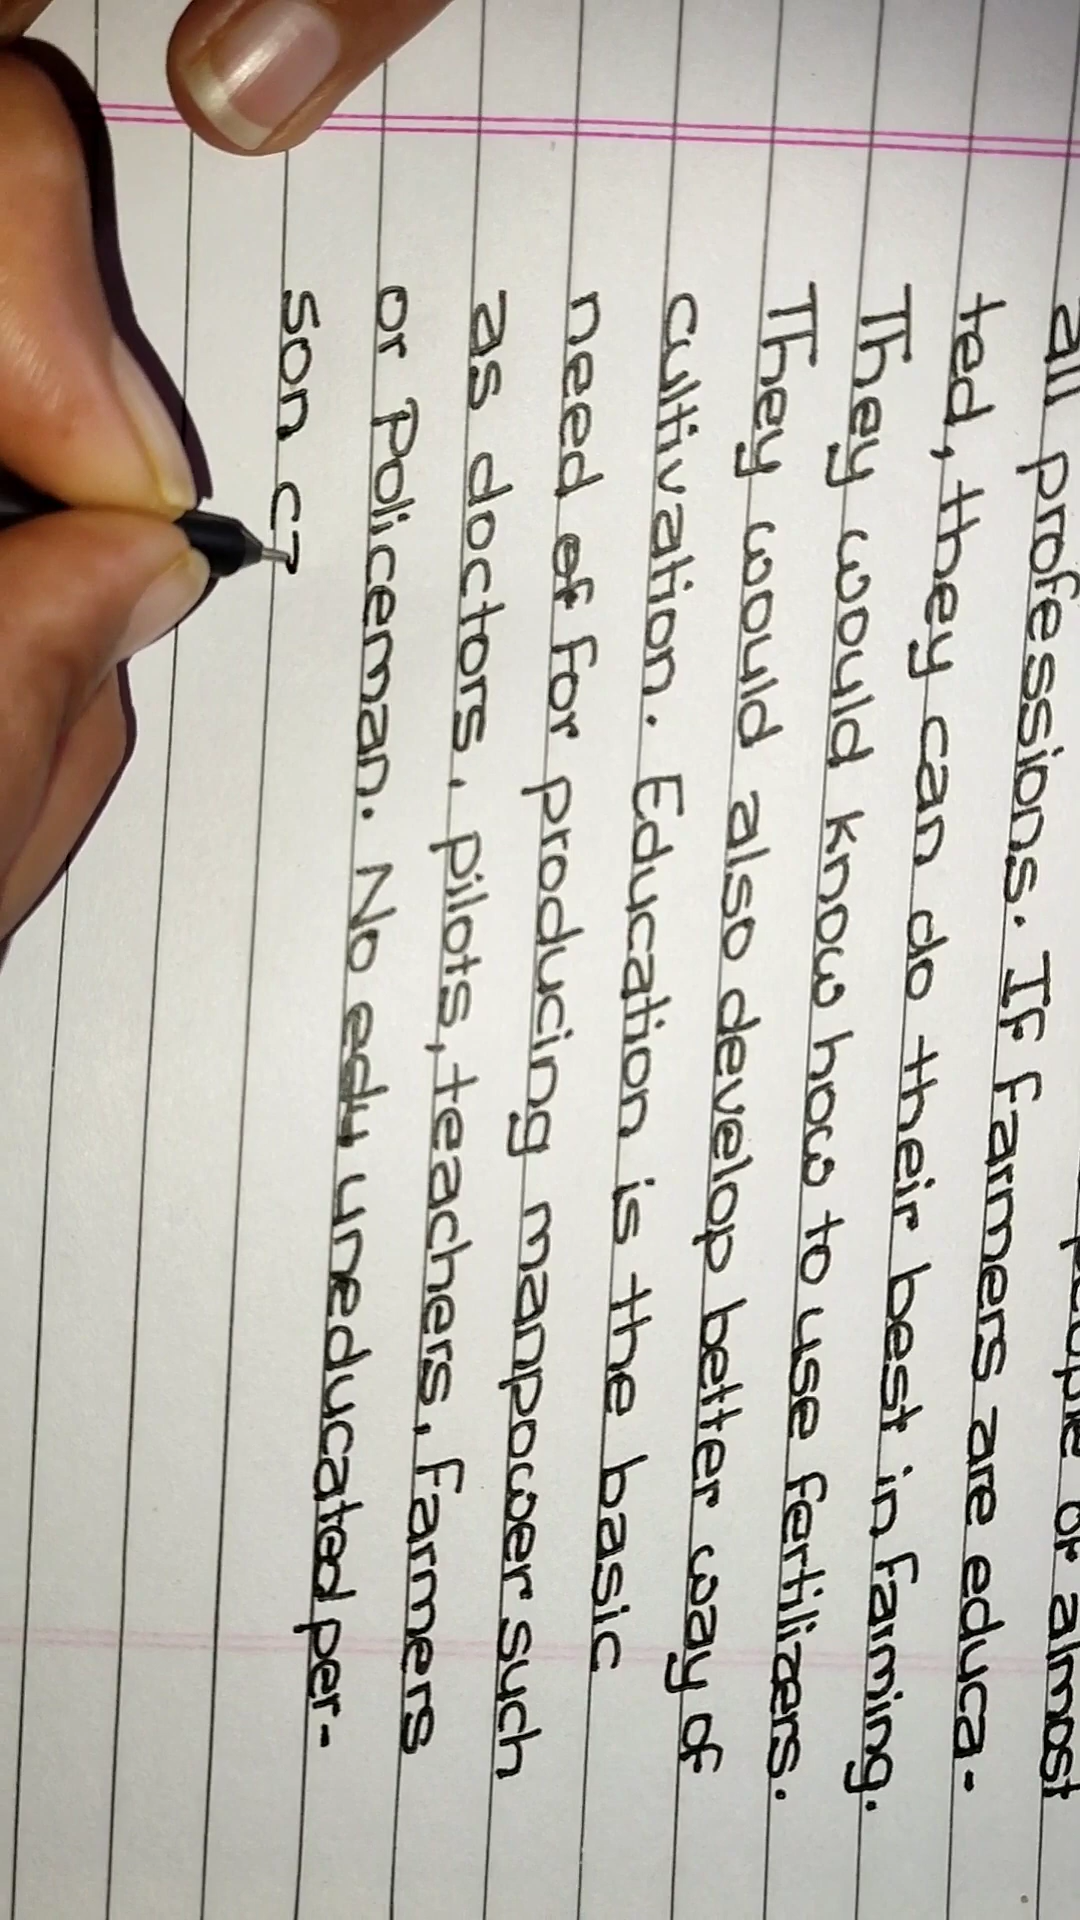 people or almost
all professions. If farmers are educa-
ted, they can do their best in farming.
They would know how to use fertilizers.
They would also develop better way of
cultivation. Education is the basic
need of for producing manpower such
as doctors, pilots, teachers, farmers
or Policeman. No edu uneducated per-
son c